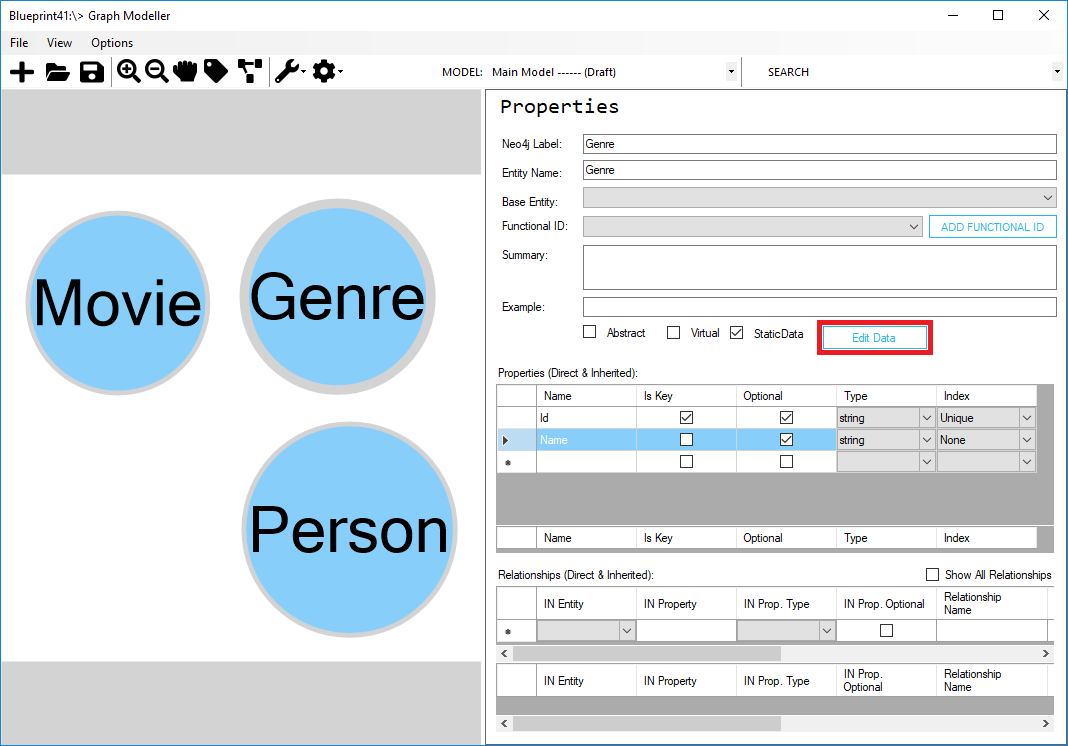 Blueprint41:\> Graph Modeller
File View Options
MODEL: Main Model ------ (Draft) SEARCH
Movie
Genre
Person
Properties
Neo4j Label: Genre
Entity Name: Genre
Base Entity:
Functional ID: ADD FUNCTIONAL ID
Summary:
Example:
Abstract Virtual StaticData Edit Data
Properties (Direct & Inherited):
Name Is Key Optional Type Index
Id string Unique
Name string None
Name Is Key Optional Type Index
Relationships (Direct & Inherited): Show All Relationships
IN Entity IN Property IN Prop. Type IN Prop. Optional Relationship Name
IN Entity IN Property IN Prop. Type IN Prop. Optional Relationship Name